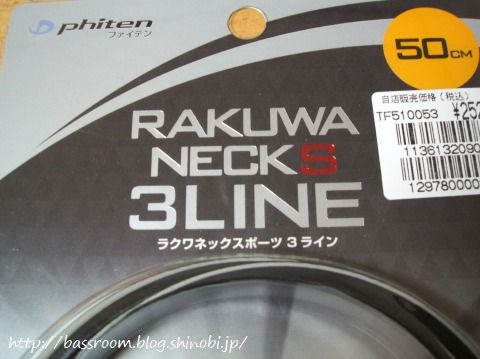 phiten
ファイテン
50CM
自店販売価格(税込)
TF510053 ¥252
1136132090
1297800000
RAKUWA
NECK S
3LINE
ラクワネックスポーツ 3 ライン
http://bassroom.blog.shinobi.jp/